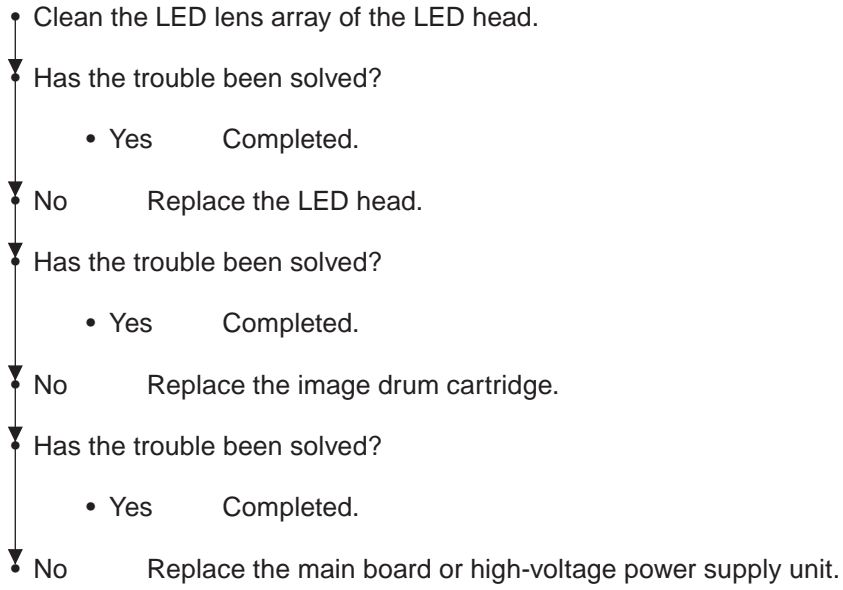 • Clean the LED lens array of the LED head.
• Has the trouble been solved?
• Yes Completed.
• No Replace the LED head.
• Has the trouble been solved?
• Yes Completed.
• No Replace the image drum cartridge.
• Has the trouble been solved?
• Yes Completed.
• No Replace the main board or high-voltage power supply unit.